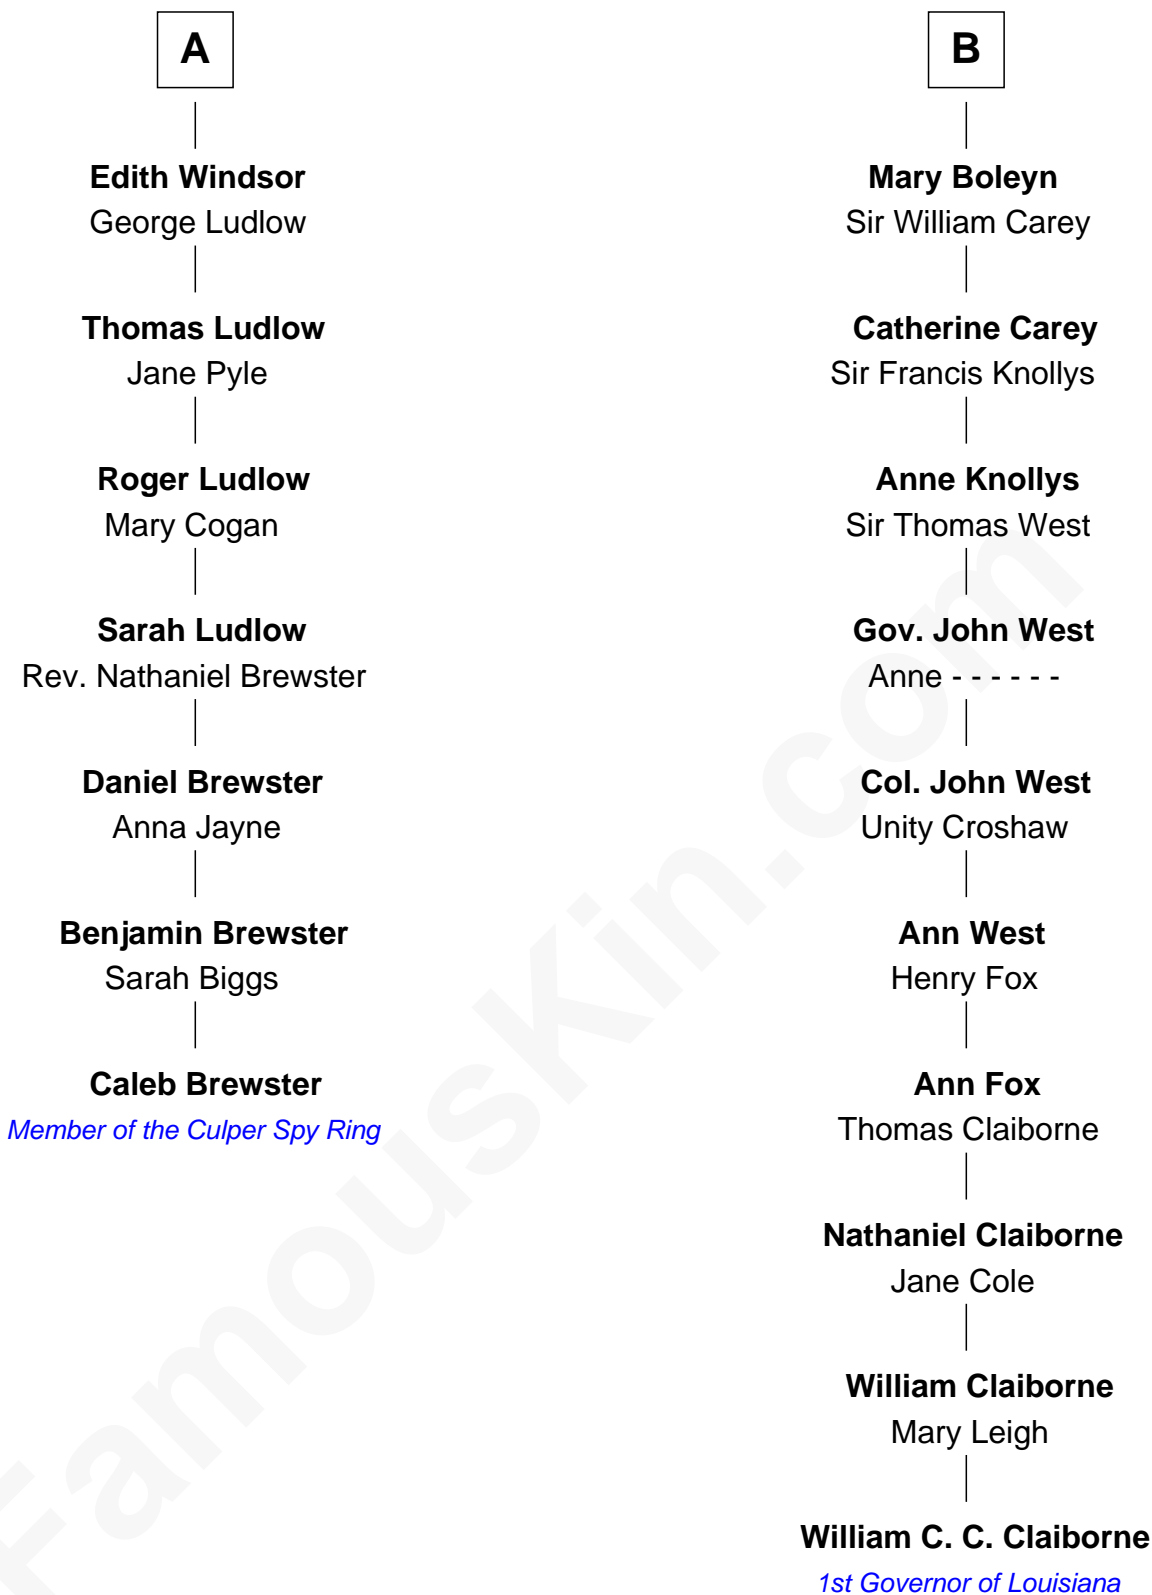 A
Edith Windsor
George Ludlow
Thomas Ludlow
Jane Pyle
Roger Ludlow
Mary Cogan
Sarah Ludlow
Rev. Nathaniel Brewster
Daniel Brewster
Anna Jayne
Benjamin Brewster
Sarah Biggs
Caleb Brewster
Member of the Culper Spy Ring
B
Mary Boleyn
Sir William Carey
Catherine Carey
Sir Francis Knollys
Anne Knollys
Sir Thomas West
Gov. John West
Anne - - - - - -
Col. John West
Unity Croshaw
Ann West
Henry Fox
Ann Fox
Thomas Claiborne
Nathaniel Claiborne
Jane Cole
William Claiborne
Mary Leigh
William C. C. Claiborne
1st Governor of Louisiana
FamousKin.com